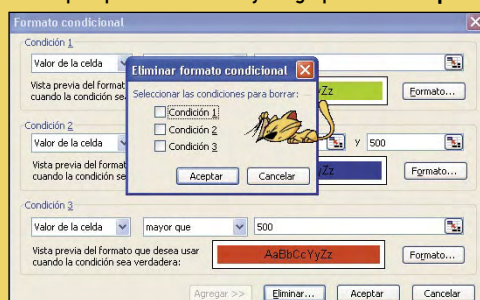 Formato condicional
Condición 1
Valor de la celda
Eliminar formato condicional
Vista previa del format
cuando la condición sea
Seleccionar las condiciones para borrar:
Condición 1
Condición 2
Condición 3
Aceptar Cancelar
YyZz
Formato...
Condición 2
Valor de la celda
y 500
Vista previa del format
cuando la condición se
Formato...
Condición 3
Valor de la celda mayor que 500
Vista previa del formato que desea usar
cuando la condición sea verdadera:
AaBbCcYyZz
Formato...
Agregar >> Eliminar... Aceptar Cancelar